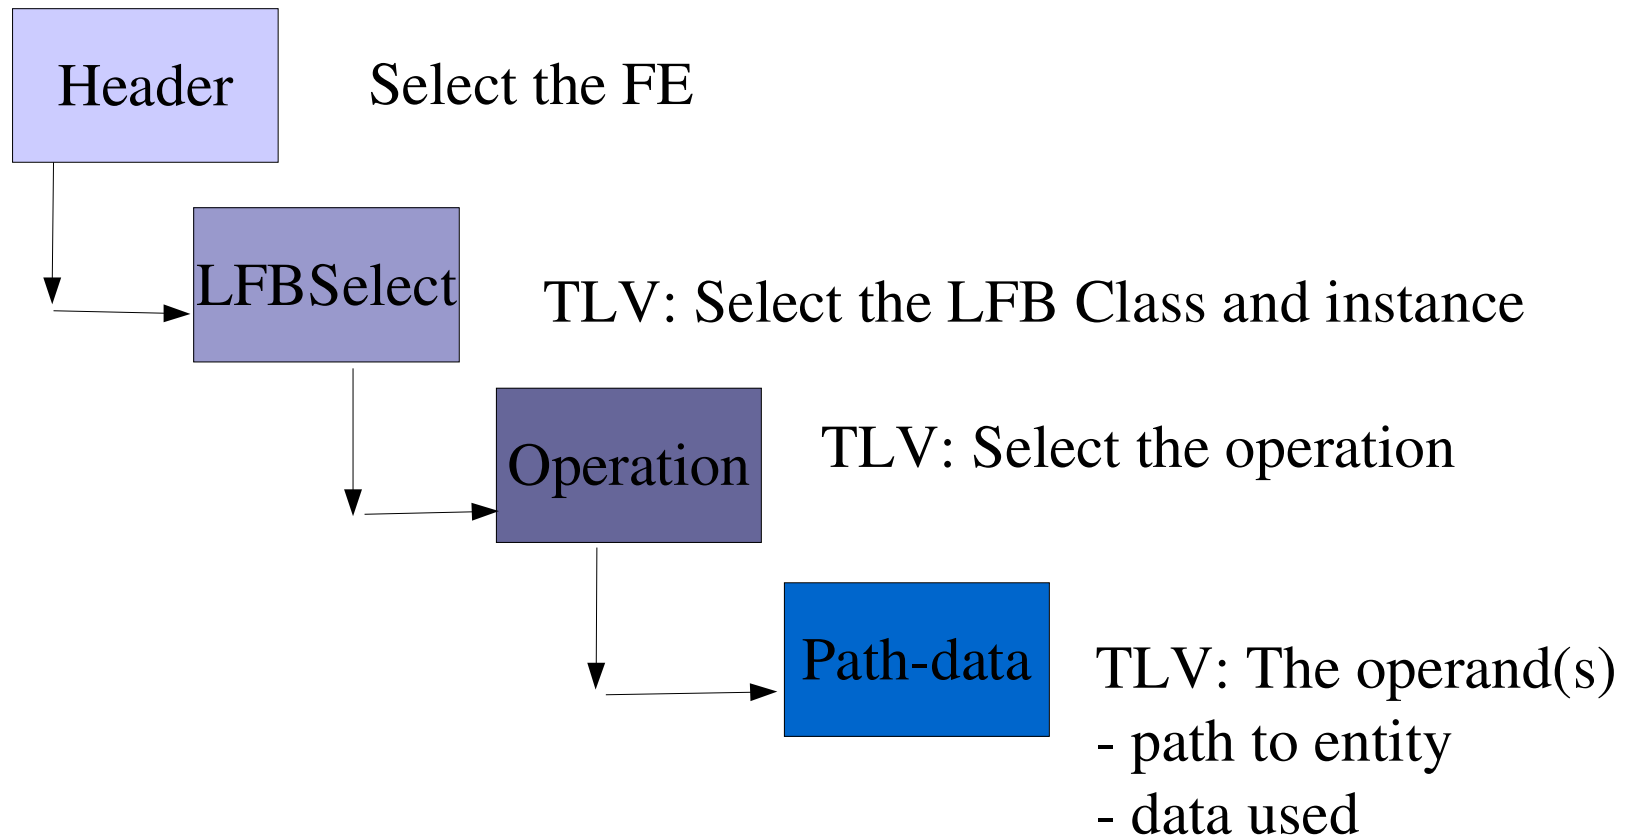 Header
Select the FE
LFBSelect
TLV: Select the LFB Class and instance
Operation
TLV: Select the operation
Path-data
TLV: The operand(s)
- path to entity
- data used